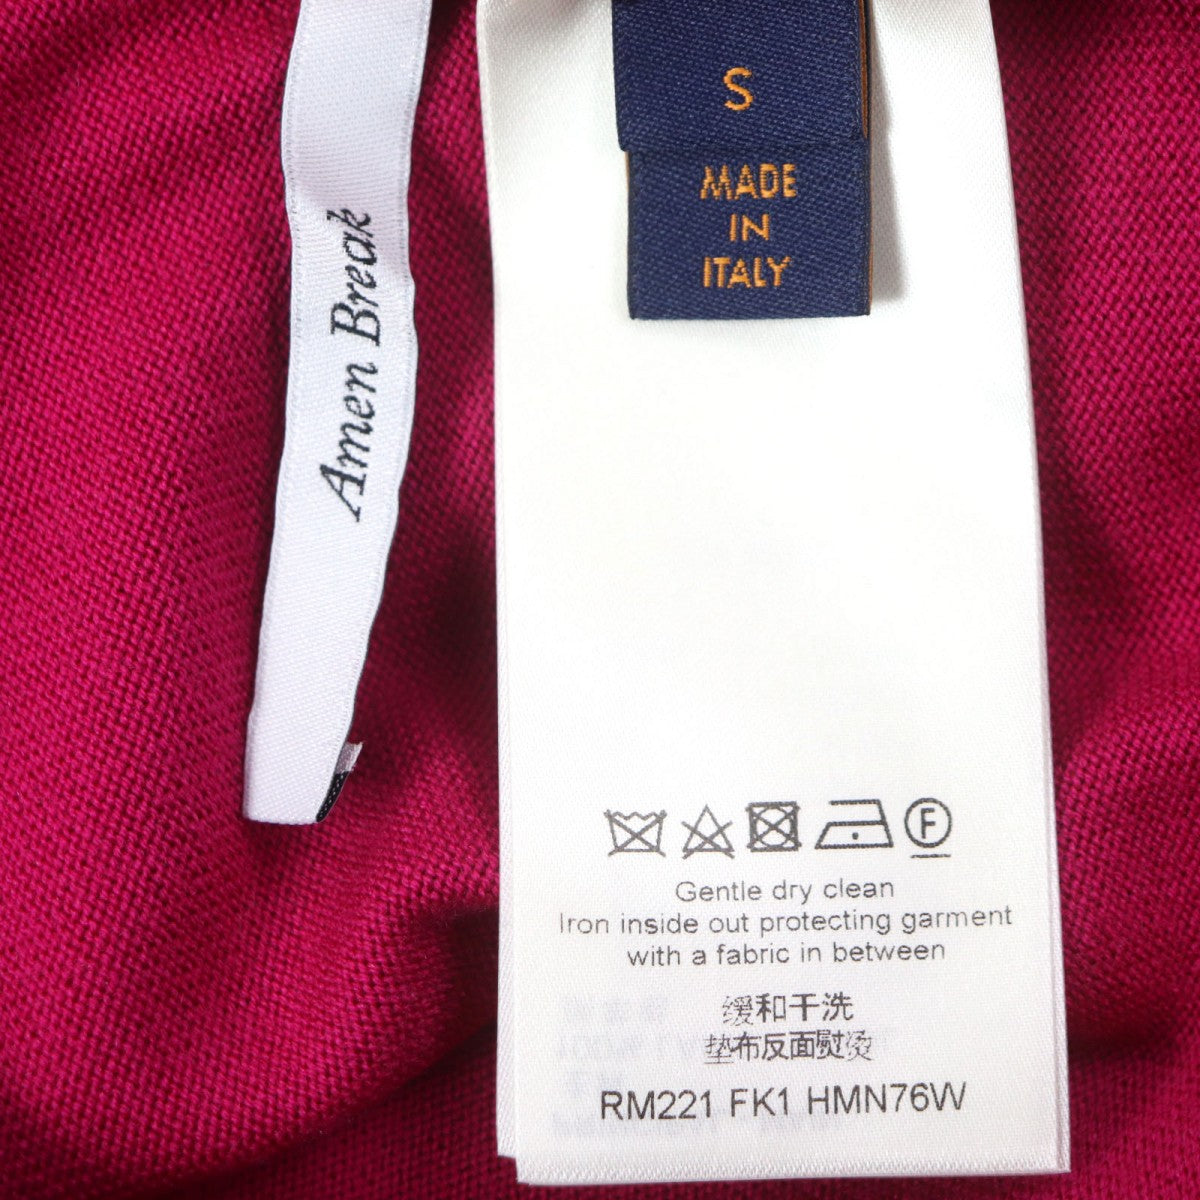 Amen Break
S
MADE
IN
ITALY
F
Gentle dry clean
Iron inside out protecting garment
with a fabric in between
缓和干洗
垫布反面熨烫
RM221 FK1 HMN76W